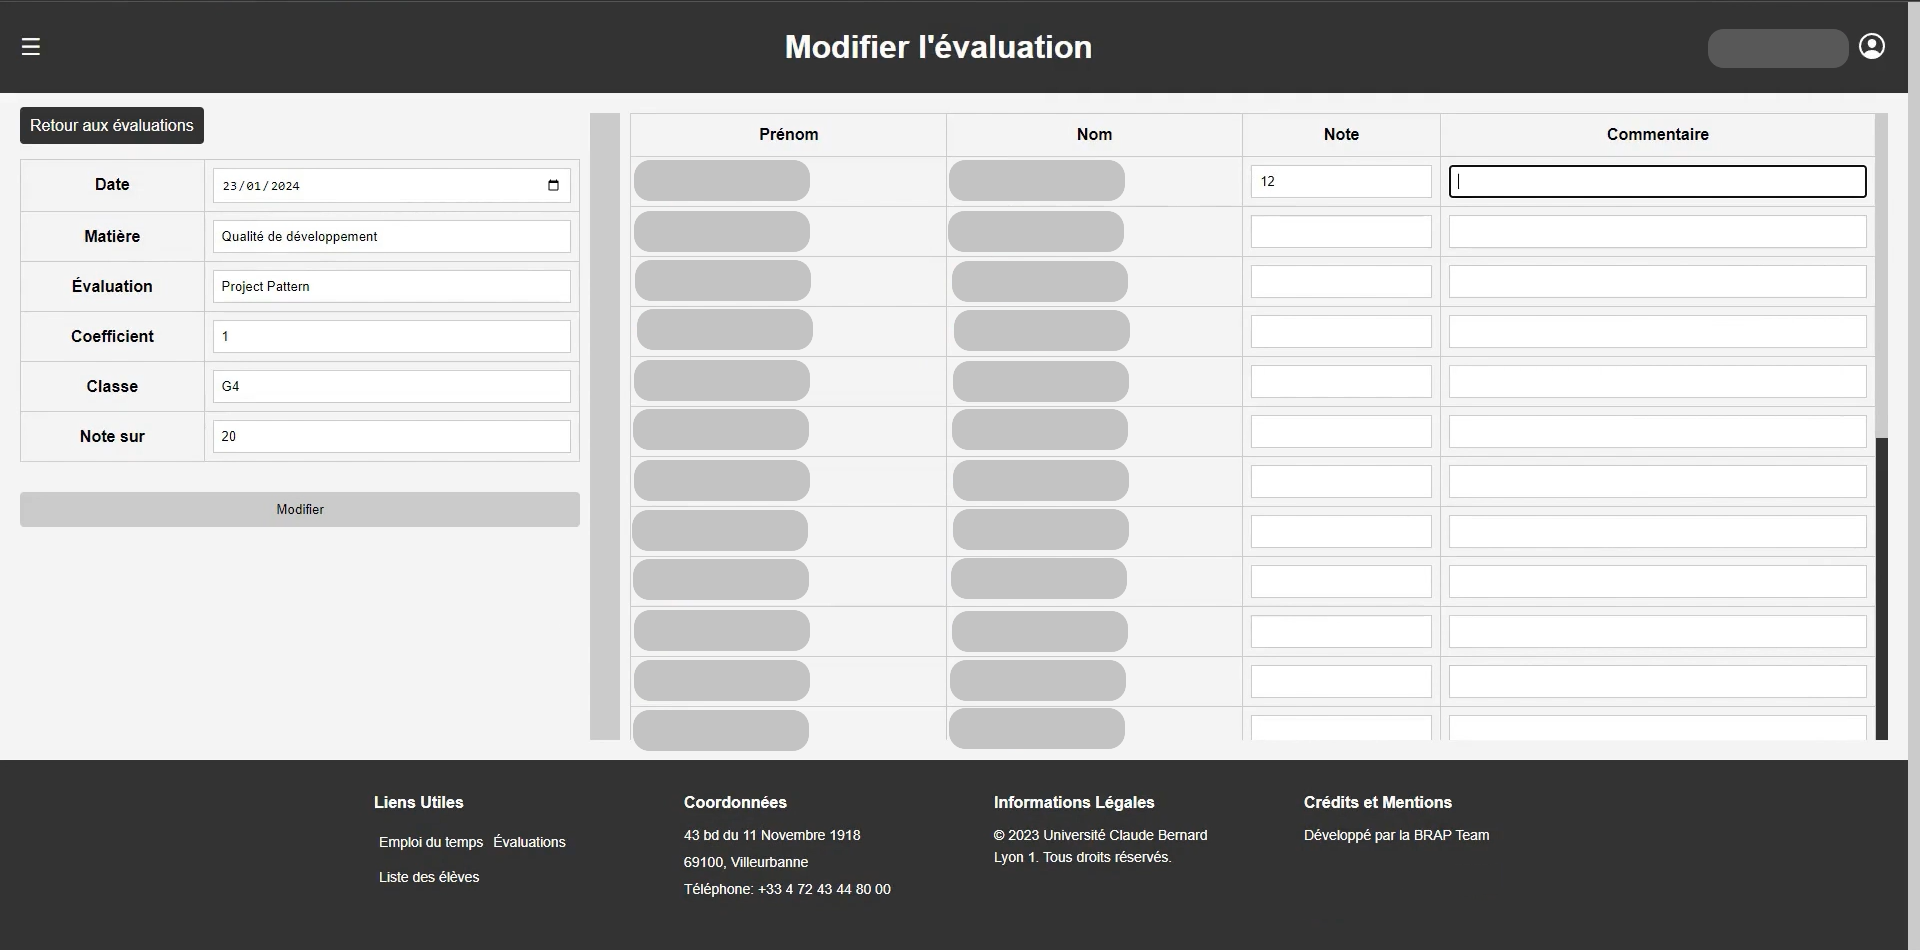 Modifier l'évaluation
Retour aux évaluations
Date 23/01/2024
Matière Qualité de développement
Évaluation Project Pattern
Coefficient 1
Classe G4
Note sur 20
Modifier
Prénom Nom Note Commentaire
12
Liens Utiles
Emploi du temps Évaluations
Liste des élèves
Coordonnées
43 bd du 11 Novembre 1918
69100, Villeurbanne
Téléphone: +33 4 72 43 44 80 00
Informations Légales
© 2023 Université Claude Bernard
Lyon 1. Tous droits réservés.
Crédits et Mentions
Développé par la BRAP Team